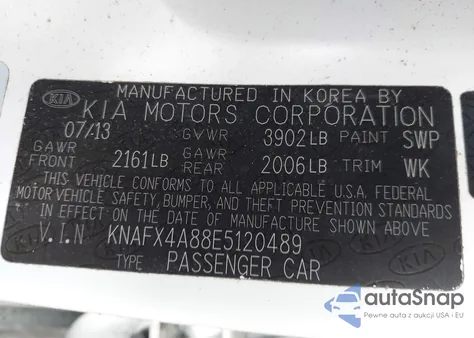 MANUFACTURED IN KOREA BY
KIA KIA MOTORS CORPORATION
07/13 GVWR 3902LB PAINT SWP
GAWR FRONT 2161LB GAWR REAR 2006LB TRIM WK
THIS VEHICLE CONFORMS TO ALL APPLICABLE U.S.A. FEDERAL
MOTOR VEHICLE SAFETY, BUMPER, AND THEFT PREVENTION STANDARDS
IN EFFECT ON THE DATE OF MANUFACTURE SHOWN ABOVE
V.I.N KNAFX4A88E5120489
TYPE PASSENGER CAR
KIA
autoSnap
Pewne auta z aukcji USA i EU